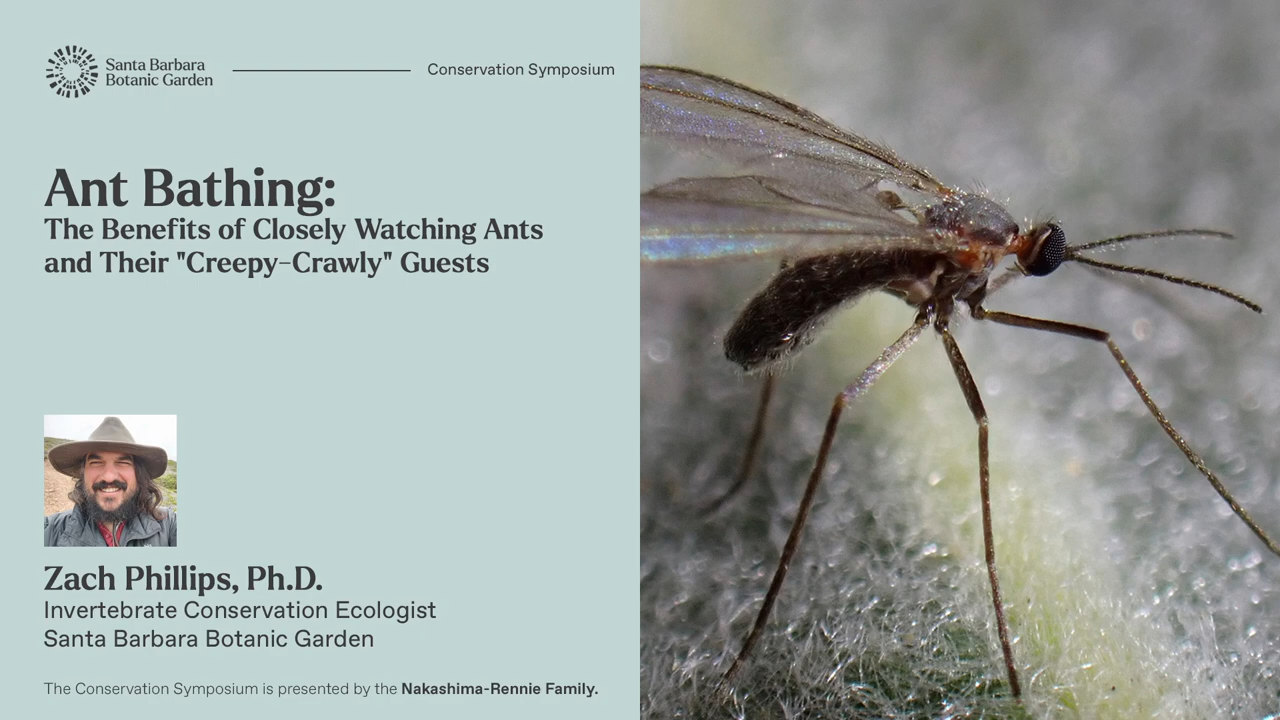 Santa Barbara
Botanic Garden
Conservation Symposium
Ant Bathing:
The Benefits of Closely Watching Ants
and Their "Creepy-Crawly" Guests
Zach Phillips, Ph.D.
Invertebrate Conservation Ecologist
Santa Barbara Botanic Garden
The Conservation Symposium is presented by the Nakashima-Rennie Family.